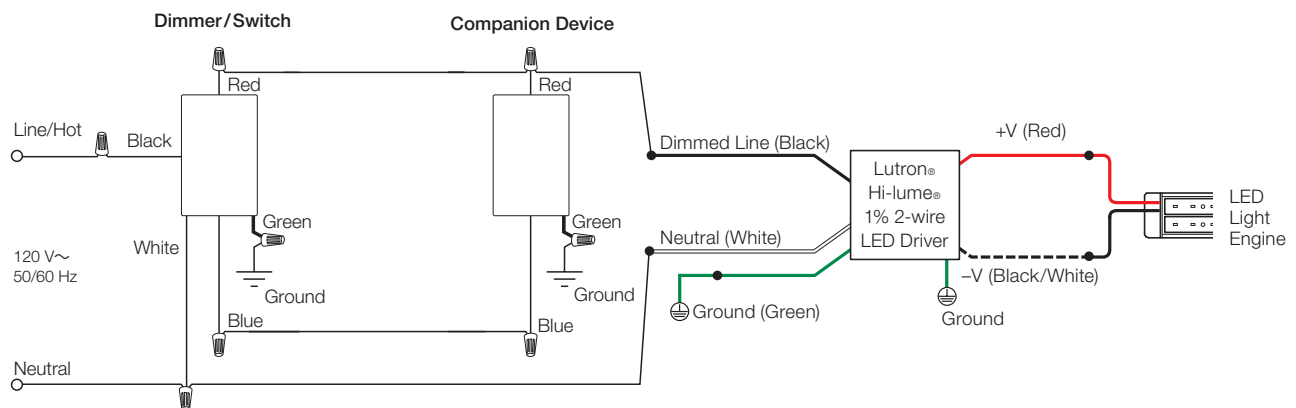 Dimmer/Switch
Companion Device
Red
Red
Line/Hot
Black
Dimmed Line (Black)
+V (Red)
Lutron®
Hi-lume®
1% 2-wire
LED Driver
LED
Light
Engine
Green
Green
White
Neutral (White)
120 V~
50/60 Hz
Ground
Ground
–V (Black/White)
Ground (Green)
Ground
Blue
Blue
Neutral